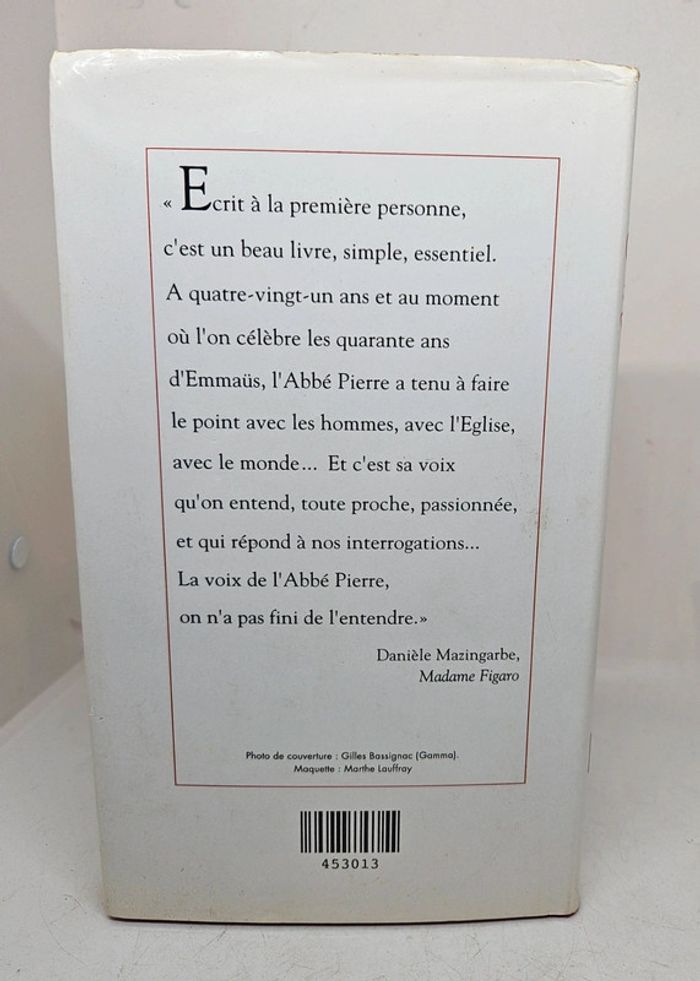 « Ecrit à la première personne,
c'est un beau livre, simple, essentiel.
A quatre-vingt-un ans et au moment
où l'on célèbre les quarante ans
d'Emmaüs, l'Abbé Pierre a tenu à faire
le point avec les hommes, avec l'Eglise,
avec le monde... Et c'est sa voix
qu'on entend, toute proche, passionnée,
et qui répond à nos interrogations...
La voix de l'Abbé Pierre,
on n'a pas fini de l'entendre.»
Danièle Mazingarbe,
Madame Figaro
Photo de couverture : Gilles Bassignac (Gamma).
Maquette : Marthe Lauffray
453013